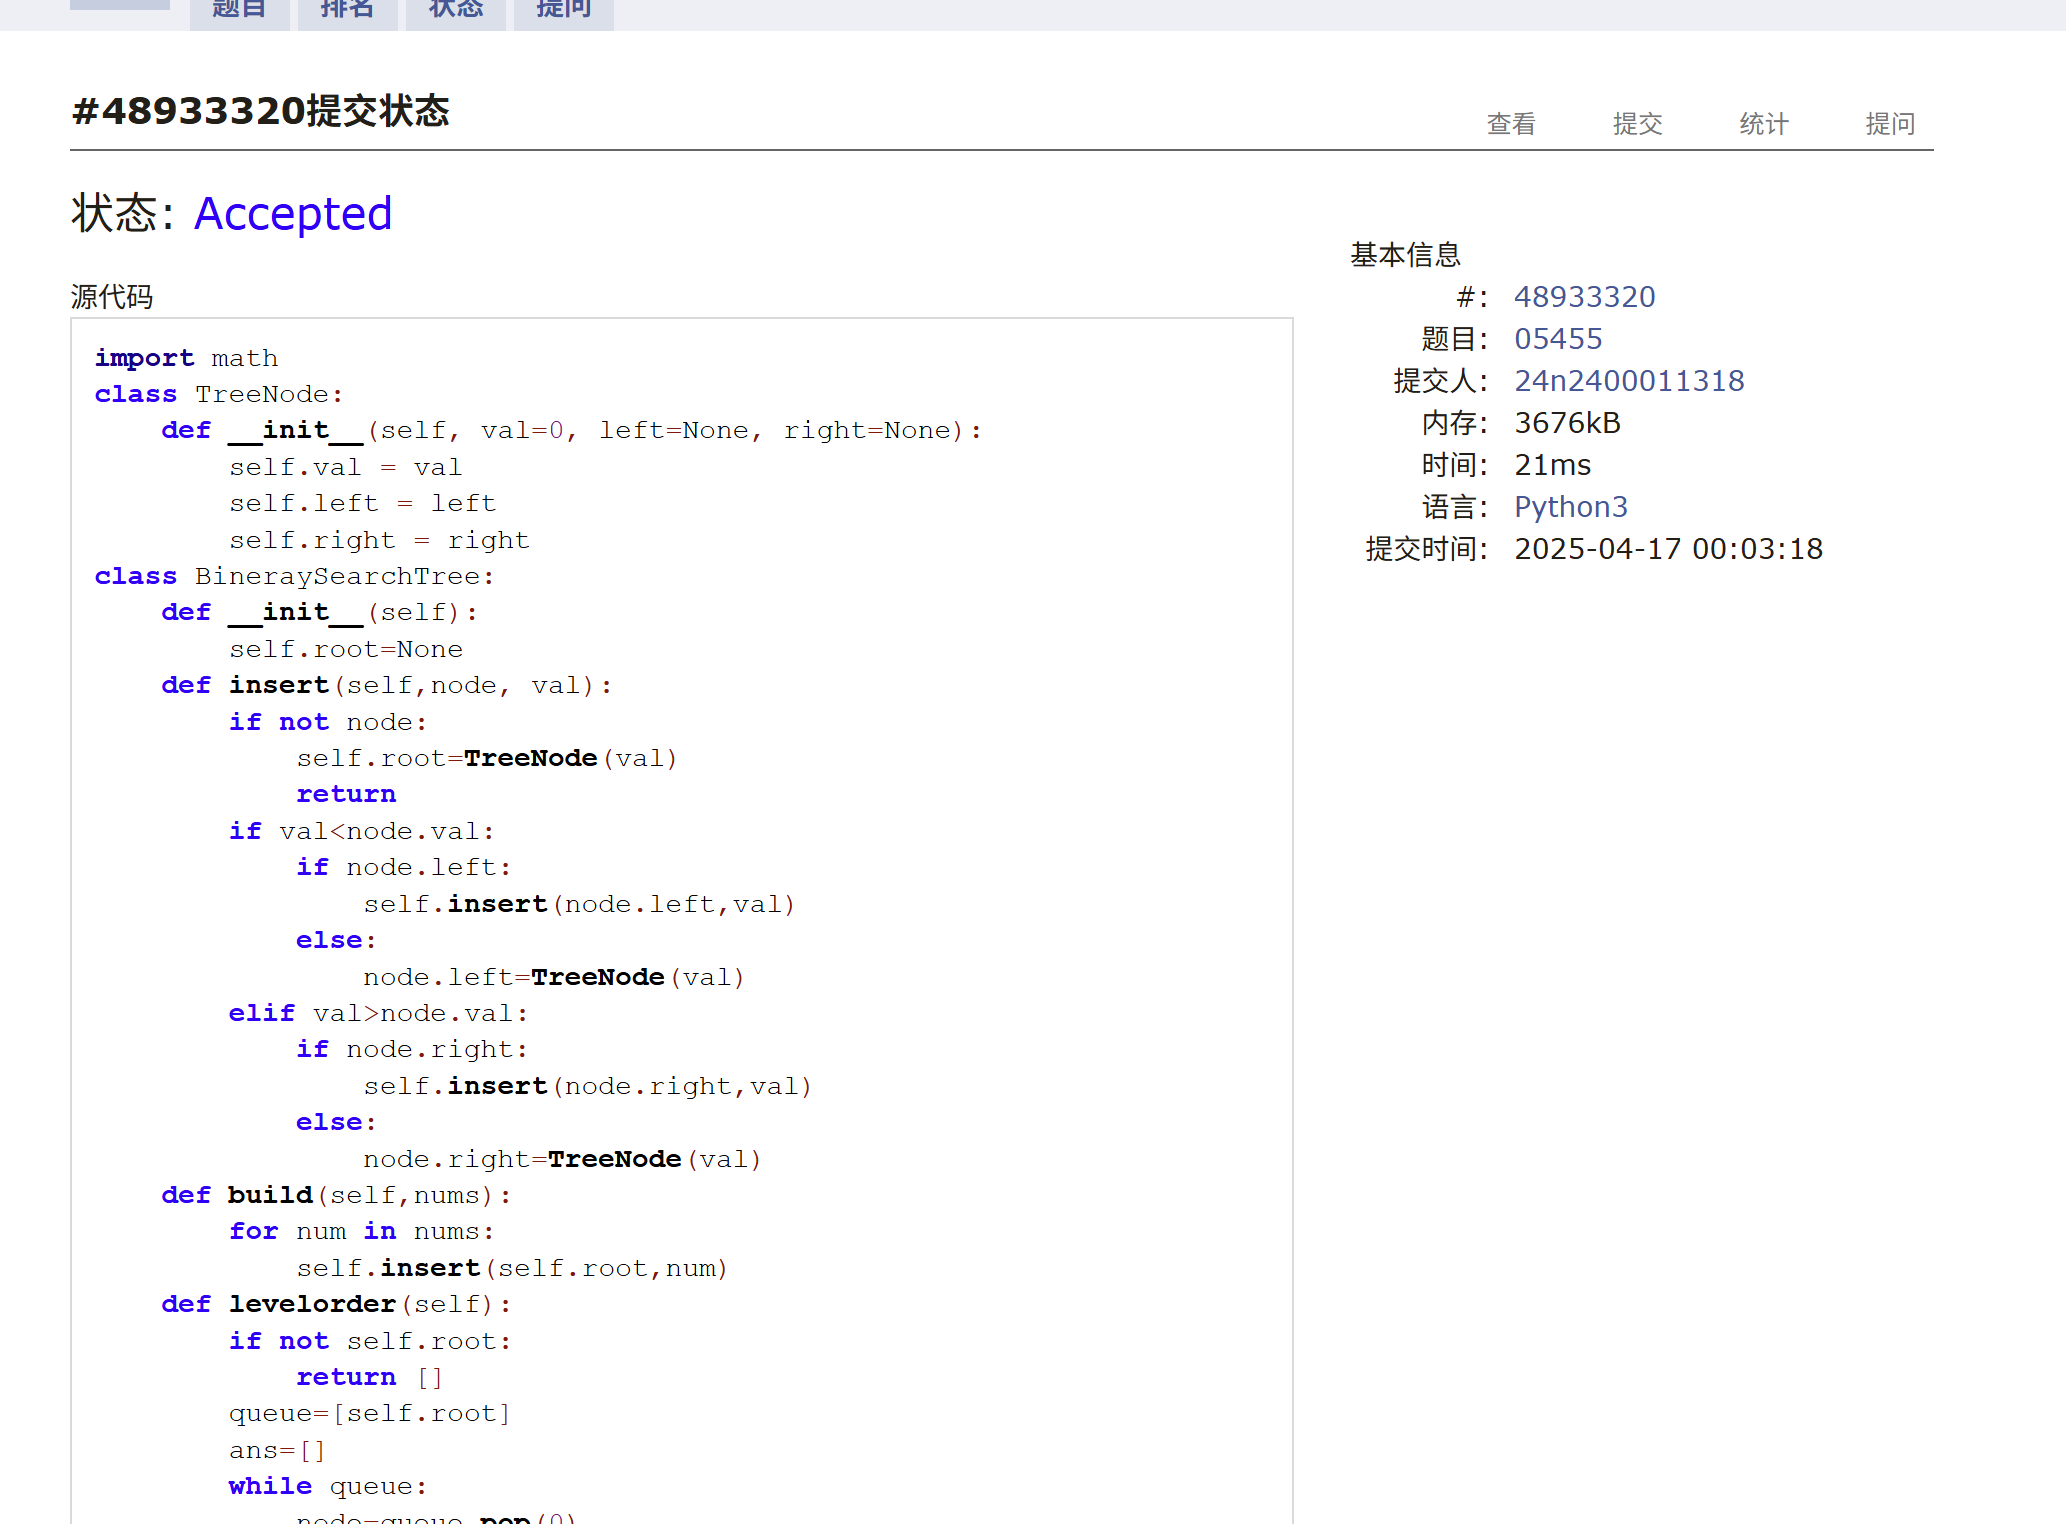 题目 排名 状态 提问
#48933320提交状态
查看 提交 统计 提问
状态: Accepted
源代码
import math
class TreeNode:
    def __init__(self, val=0, left=None, right=None):
        self.val = val
        self.left = left
        self.right = right
class BineraySearchTree:
    def __init__(self):
        self.root=None
    def insert(self,node, val):
        if not node:
            self.root=TreeNode(val)
            return
        if val<node.val:
            if node.left:
                self.insert(node.left,val)
            else:
                node.left=TreeNode(val)
        elif val>node.val:
            if node.right:
                self.insert(node.right,val)
            else:
                node.right=TreeNode(val)
    def build(self,nums):
        for num in nums:
            self.insert(self.root,num)
    def levelorder(self):
        if not self.root:
            return []
        queue=[self.root]
        ans=[]
        while queue:
            node=queue.pop(0)
基本信息
#: 48933320
题目: 05455
提交人: 24n2400011318
内存: 3676kB
时间: 21ms
语言: Python3
提交时间: 2025-04-17 00:03:18